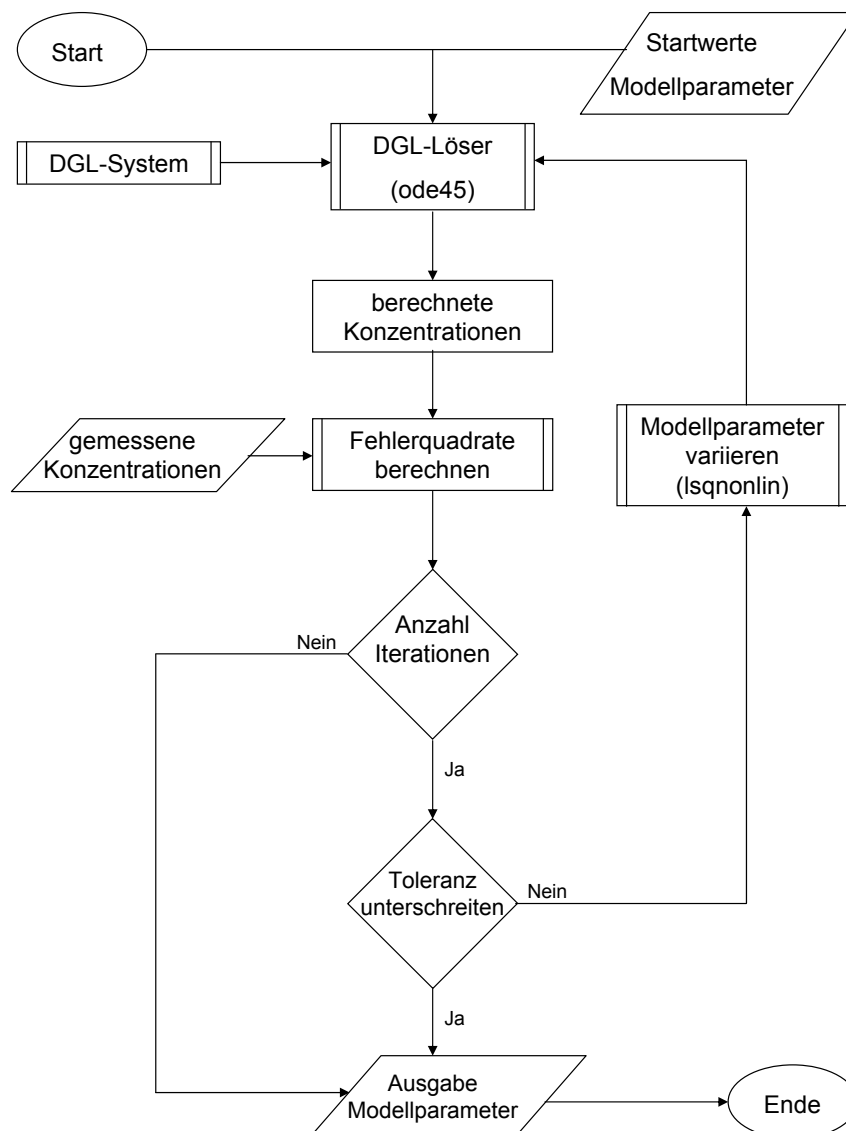 Start
Startwerte
Modellparameter
DGL-System
DGL-Löser
(ode45)
berechnete
Konzentrationen
gemessene
Konzentrationen
Fehlerquadrate
berechnen
Modellparameter
variieren
(lsqnonlin)
Nein
Anzahl
Iterationen
Ja
Toleranz
unterschreiten
Nein
Ja
Ausgabe
Modellparameter
Ende